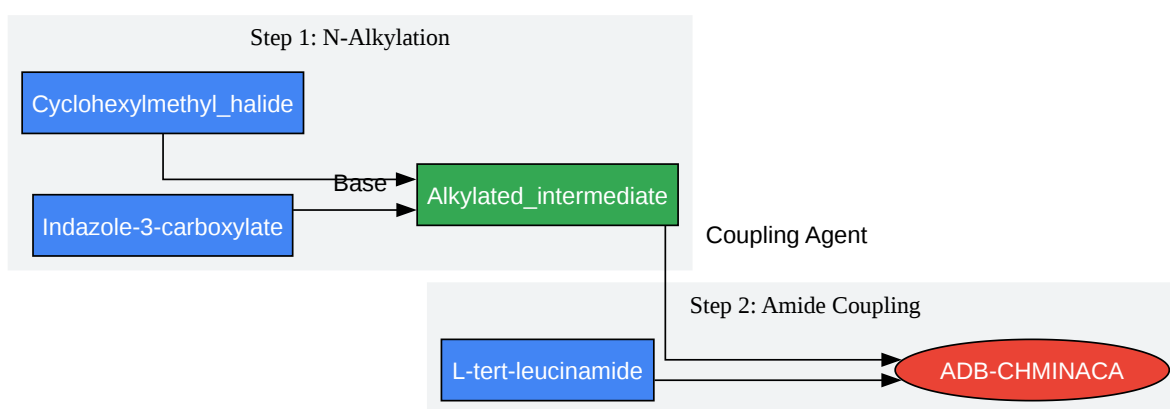 Step 1: N-Alkylation
Cyclohexylmethyl_halide
Base
Alkylated_intermediate
Indazole-3-carboxylate
Coupling Agent
Step 2: Amide Coupling
L-tert-leucinamide
ADB-CHMINACA